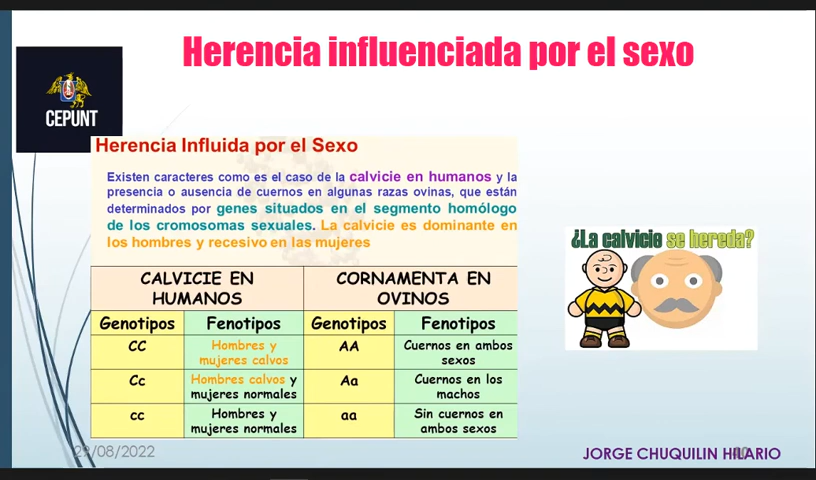 Herencia influenciada por el sexo
CEPUNT
Herencia Influida por el Sexo
Existen caracteres como es el caso de la calvicie en humanos y la
presencia o ausencia de cuernos en algunas razas ovinas, que están
determinados por genes situados en el segmento homólogo
de los cromosomas sexuales. La calvicie es dominante en
los hombres y recesivo en las mujeres
¿La calvicie se hereda?
CALVICIE EN
HUMANOS
CORNAMENTA EN
OVINOS
Genotipos
Fenotipos
Genotipos
Fenotipos
CC
Hombres y
mujeres calvos
AA
Cuernos en ambos
sexos
Cc
Hombres calvos y
mujeres normales
Aa
Cuernos en los
machos
cc
Hombres y
mujeres normales
aa
Sin cuernos en
ambos sexos
/08/2022
JORGE CHUQUILIN HILARIO